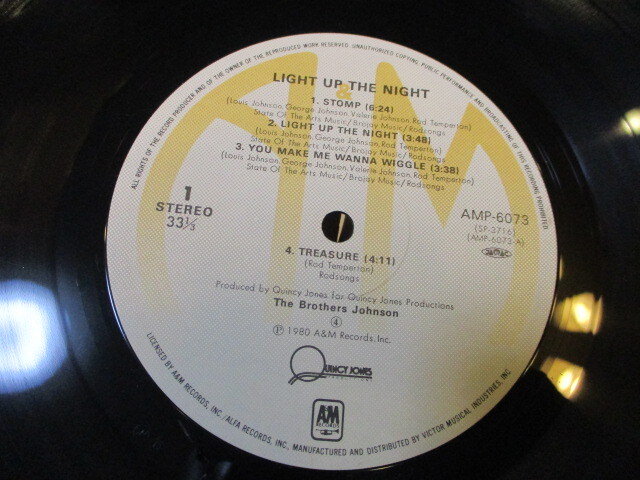 ALL RIGHTS OF THE RECORD PRODUCER AND OF THE OWNER OF THE REPRODUCED WORK RESERVED. UNAUTHORIZED COPYING, PUBLIC PERFORMANCE AND BROADCASTING OF THIS RECORDING PROHIBITED
LIGHT UP THE NIGHT
A&M
1. STOMP (6:24)
(Louis Johnson, George Johnson, Valerie Johnson, Rod Temperton)
State Of The Arts Music/Brojay Music/Rodsongs
2. LIGHT UP THE NIGHT (3:48)
(Louis Johnson, George Johnson, Rod Temperton)
State Of The Arts Music/Brojay Music/Rodsongs
3. YOU MAKE ME WANNA WIGGLE (3:38)
(Louis Johnson, George Johnson, Valerie Johnson, Rod Temperton)
State Of The Arts Music/Brojay Music/Rodsongs
1
STEREO
33⅓
AMP-6073
(SP-3716)
(AMP-6073-A)
JASRAC
4. TREASURE (4:11)
(Rod Temperton)
Rodsongs
Produced by Quincy Jones for Quincy Jones Productions
The Brothers Johnson
④
℗ 1980 A&M Records, Inc.
QUINCY JONES
PRODUCTIONS
A&M
RECORDS
LICENSED BY A&M RECORDS, INC./ALFA RECORDS, INC., MANUFACTURED AND DISTRIBUTED BY VICTOR MUSICAL INDUSTRIES, INC.